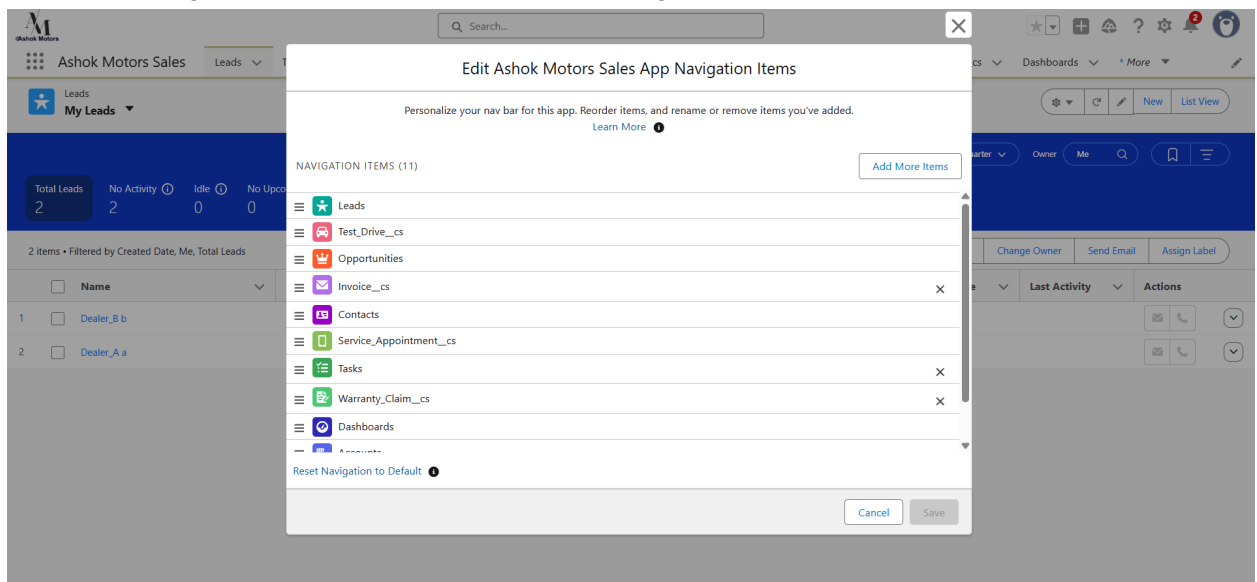 AM
Ashok Motors
Search...
2
Ashok Motors Sales
Leads
T
cs
Dashboards
* More
Edit Ashok Motors Sales App Navigation Items
Leads
My Leads
New
List View
Personalize your nav bar for this app. Reorder items, and rename or remove items you've added.
Learn More
NAVIGATION ITEMS (11)
Add More Items
arter
Owner
Me
Total Leads
2
No Activity
2
Idle
0
No Upco
0
Leads
Test_Drive__cs
Opportunities
Invoice__cs
Contacts
Service_Appointment__cs
Tasks
Warranty_Claim__cs
Dashboards
Accounts
2 items • Filtered by Created Date, Me, Total Leads
Change Owner
Send Email
Assign Label
Name
e
Last Activity
Actions
1
Dealer_B b
2
Dealer_A a
Reset Navigation to Default
Cancel
Save